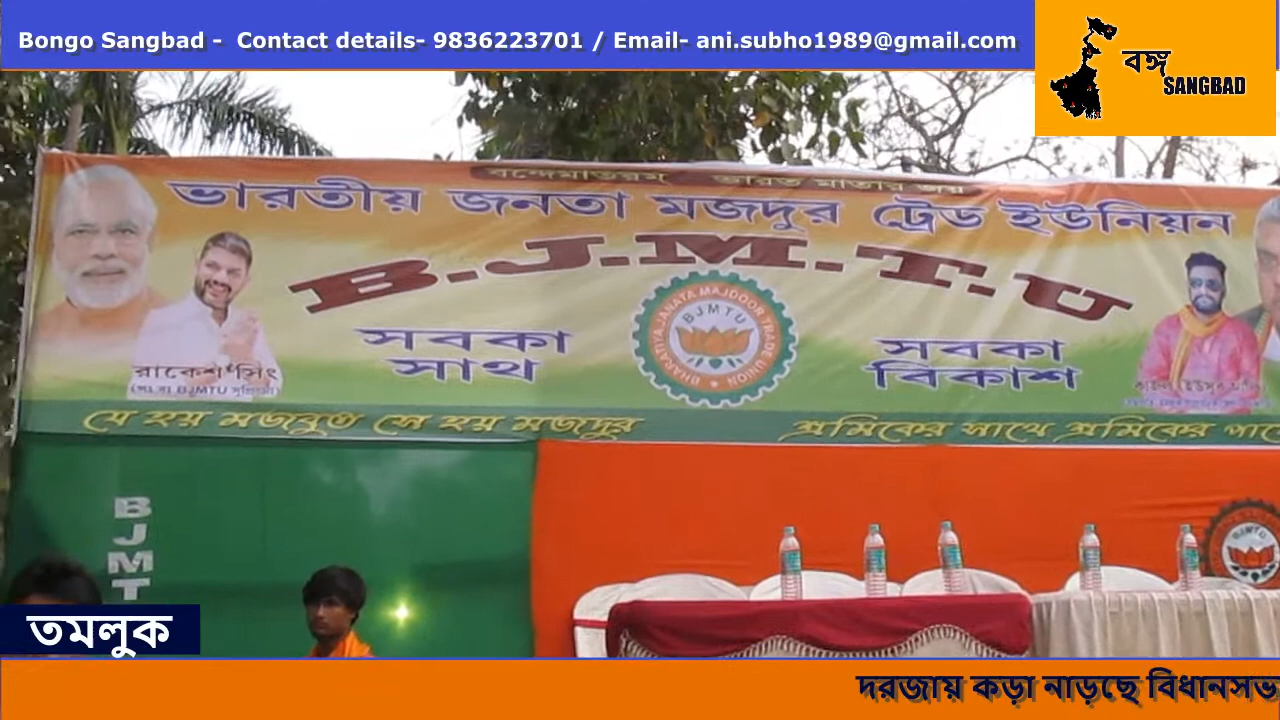 Bongo Sangbad - Contact details- 9836223701 / Email- ani.subho1989@gmail.com
বঙ্গ
SANGBAD
বন্দেমাতরম ভারত মাতার জয়
ভারতীয় জনতা মজদুর ট্রেড ইউনিয়ন
B.J.M.T.U
সবকা
সাথ
BHARATIYA JANATA MAJDOOR TRADE UNION
BJMTU
সবকা
বিকাশ
রাকেশ সিং
BJMTU
যে হয় মজবুত সে হয় মজদুর
শ্রমিকের সাথে শ্রমিকের
B
J
M
T
BJMTU
তমলুক
দরজায় কড়া নাড়ছে বিধানসভ